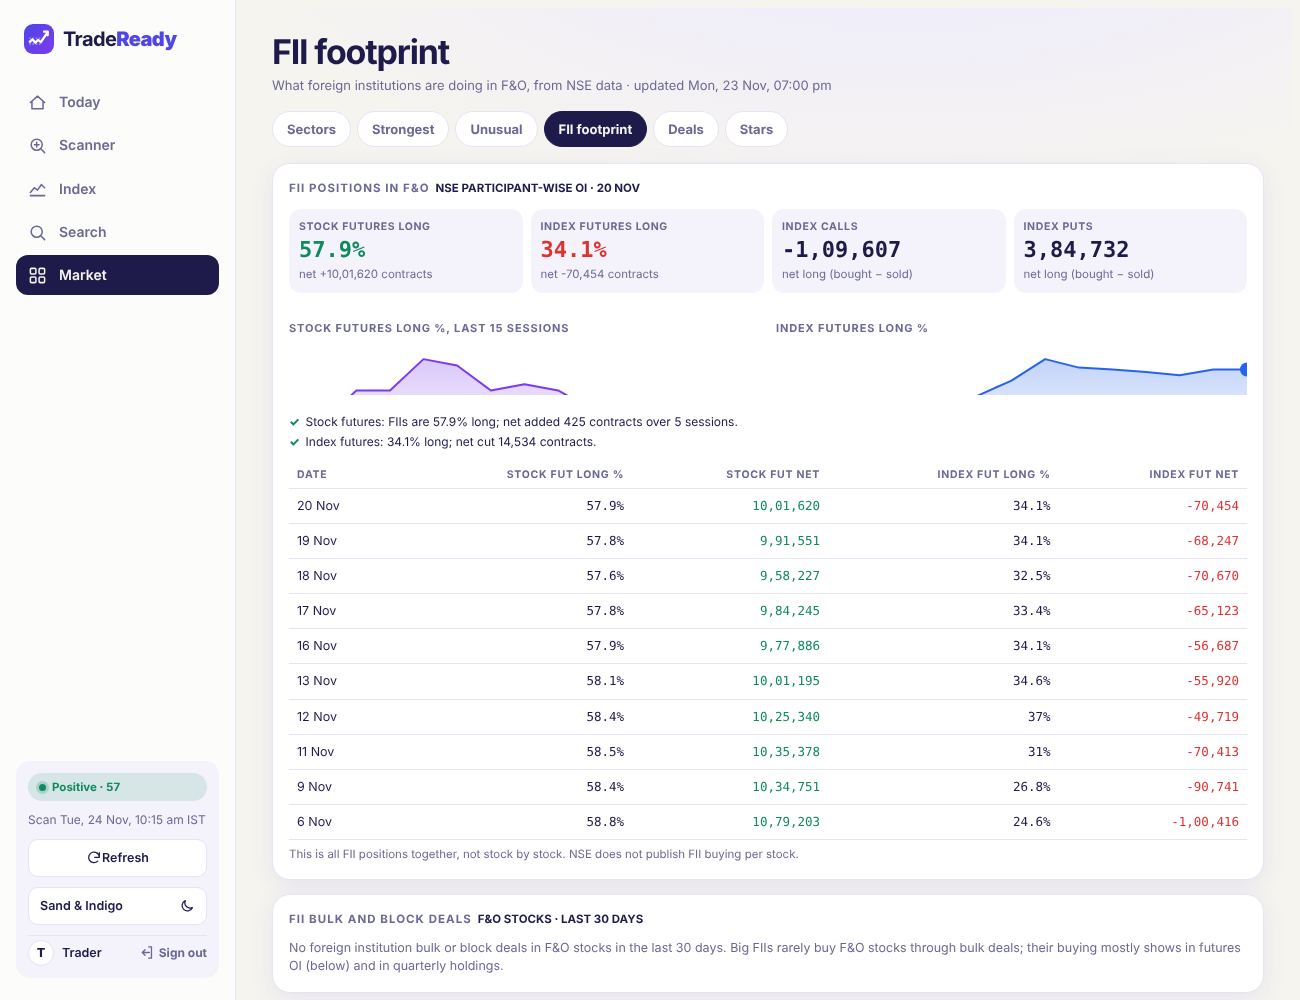 TradeReady
Today
Scanner
Index
Search
Market
Positive · 57
Scan Tue, 24 Nov, 10:15 am IST
Refresh
Sand & Indigo
T Trader Sign out
FII footprint
What foreign institutions are doing in F&O, from NSE data · updated Mon, 23 Nov, 07:00 pm
Sectors Strongest Unusual FII footprint Deals Stars
FII POSITIONS IN F&O NSE PARTICIPANT-WISE OI · 20 NOV
STOCK FUTURES LONG
57.9%
net +10,01,620 contracts
INDEX FUTURES LONG
34.1%
net -70,454 contracts
INDEX CALLS
-1,09,607
net long (bought − sold)
INDEX PUTS
3,84,732
net long (bought − sold)
STOCK FUTURES LONG %, LAST 15 SESSIONS
INDEX FUTURES LONG %
✓ Stock futures: FIIs are 57.9% long; net added 425 contracts over 5 sessions.
✓ Index futures: 34.1% long; net cut 14,534 contracts.
DATE STOCK FUT LONG % STOCK FUT NET INDEX FUT LONG % INDEX FUT NET
20 Nov 57.9% 10,01,620 34.1% -70,454
19 Nov 57.8% 9,91,551 34.1% -68,247
18 Nov 57.6% 9,58,227 32.5% -70,670
17 Nov 57.8% 9,84,245 33.4% -65,123
16 Nov 57.9% 9,77,886 34.1% -56,687
13 Nov 58.1% 10,01,195 34.6% -55,920
12 Nov 58.4% 10,25,340 37% -49,719
11 Nov 58.5% 10,35,378 31% -70,413
9 Nov 58.4% 10,34,751 26.8% -90,741
6 Nov 58.8% 10,79,203 24.6% -1,00,416
This is all FII positions together, not stock by stock. NSE does not publish FII buying per stock.
FII BULK AND BLOCK DEALS F&O STOCKS · LAST 30 DAYS
No foreign institution bulk or block deals in F&O stocks in the last 30 days. Big FIIs rarely buy F&O stocks through bulk deals; their buying mostly shows in futures
OI (below) and in quarterly holdings.